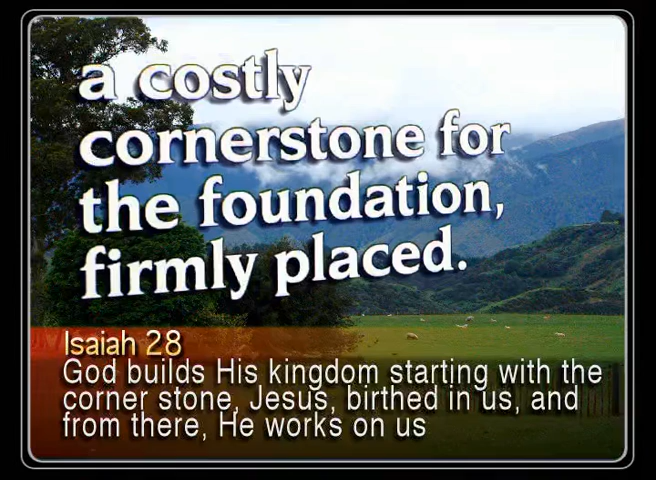 a costly
cornerstone for
the foundation,
firmly placed.
Isaiah 28
God builds His kingdom starting with the
corner stone, Jesus, birthed in us, and
from there, He works on us